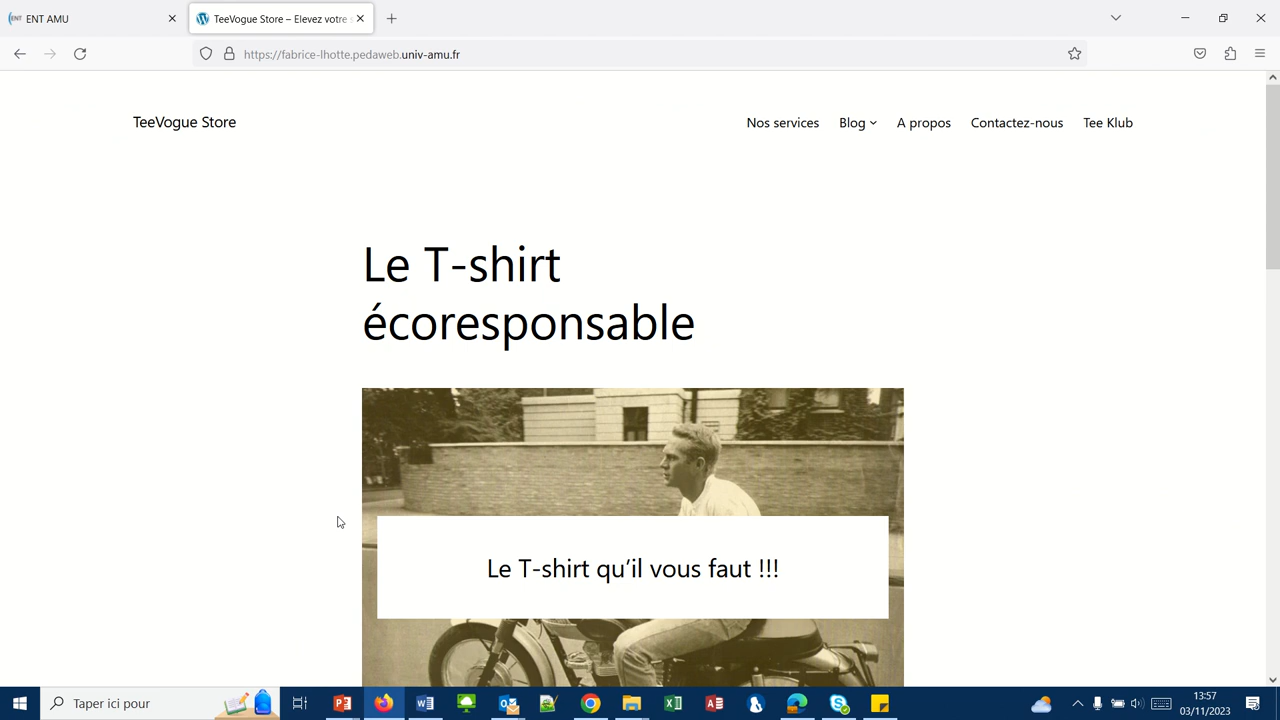 ENT AMU
TeeVogue Store – Elevez votre s
https://fabrice-lhotte.pedaweb.univ-amu.fr
TeeVogue Store
Nos services
Blog
A propos
Contactez-nous
Tee Klub
Le T-shirt
écoresponsable
Le T-shirt qu’il vous faut !!!
Taper ici pour
13:57
03/11/2023